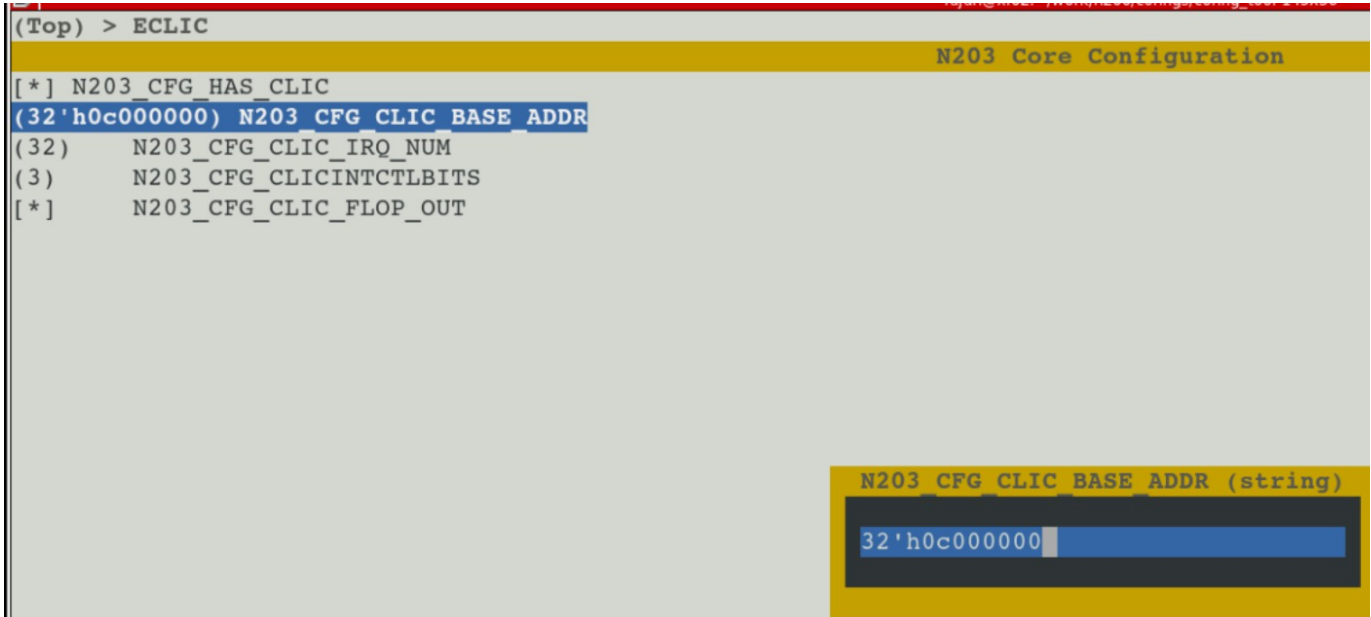 (Top) > ECLIC
N203 Core Configuration
[*] N203_CFG_HAS_CLIC
(32'h0c000000) N203_CFG_CLIC_BASE_ADDR
(32) N203_CFG_CLIC_IRQ_NUM
(3) N203_CFG_CLICINTCTLBITS
[*] N203_CFG_CLIC_FLOP_OUT
N203_CFG_CLIC_BASE_ADDR (string)
32'h0c000000